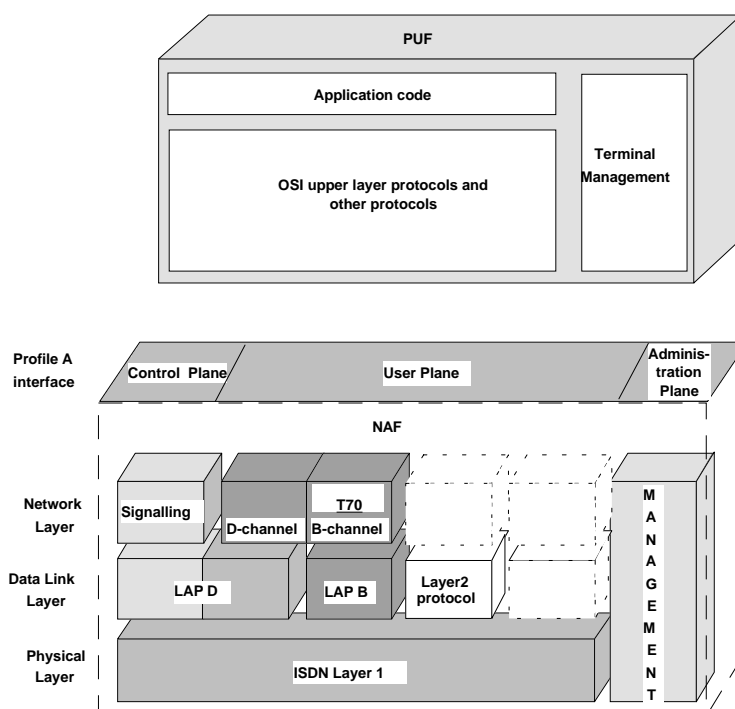 PUF
Application code
OSI upper layer protocols and
other protocols
Terminal
Management
Profile A
interface
Control Plane
User Plane
Adminis-
tration
Plane
NAF
Network
Layer
Signalling
D-channel
T70
B-channel
Data Link
Layer
LAP D
LAP B
Layer2
protocol
Physical
Layer
ISDN Layer 1
M
A
N
A
G
E
M
E
N
T